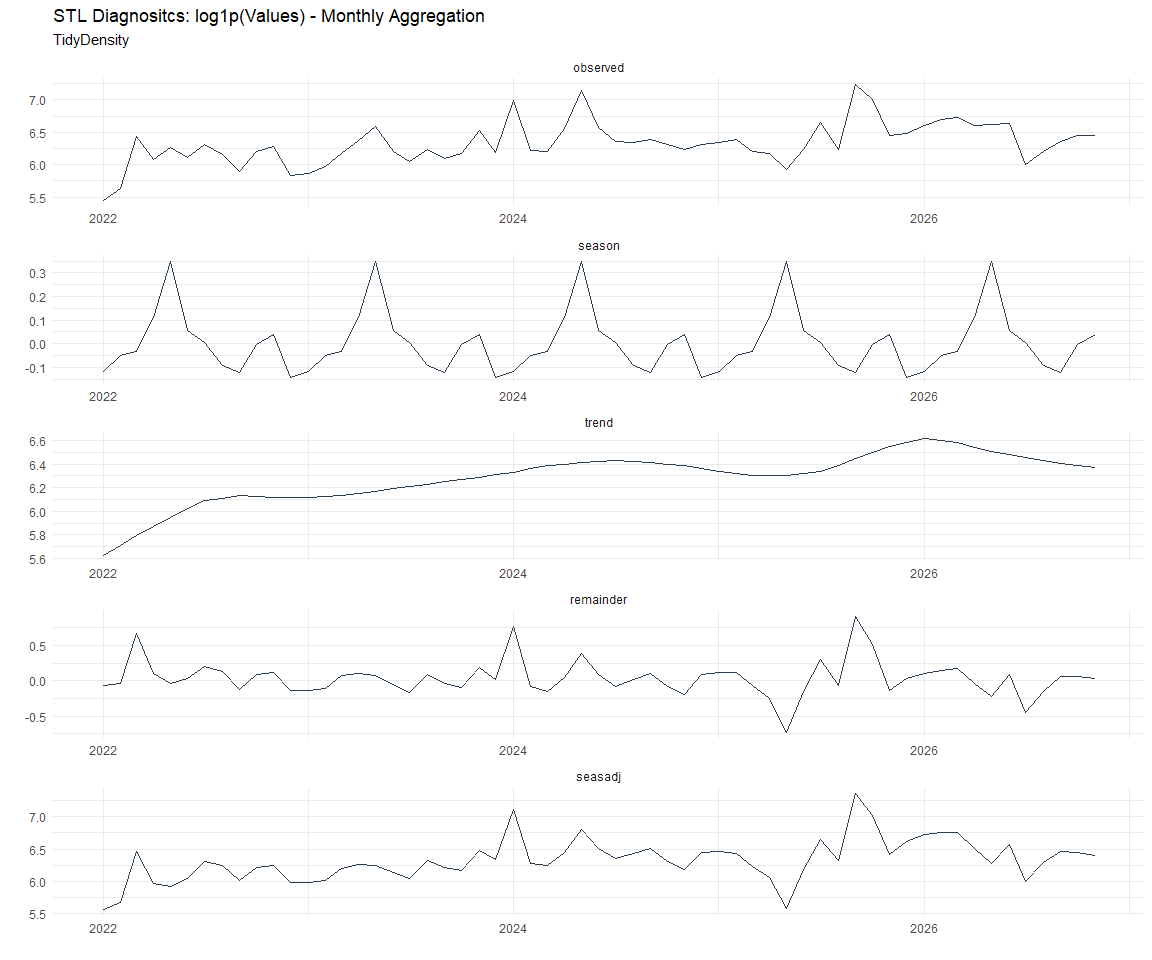 STL Diagnositcs: log1p(Values) - Monthly Aggregation
TidyDensity
observed
7.0
6.5
6.0
5.5
2022 2024 2026
season
0.3
0.2
0.1
0.0
-0.1
2022 2024 2026
trend
6.6
6.4
6.2
6.0
5.8
5.6
2022 2024 2026
remainder
0.5
0.0
-0.5
2022 2024 2026
seasadj
7.0
6.5
6.0
5.5
2022 2024 2026